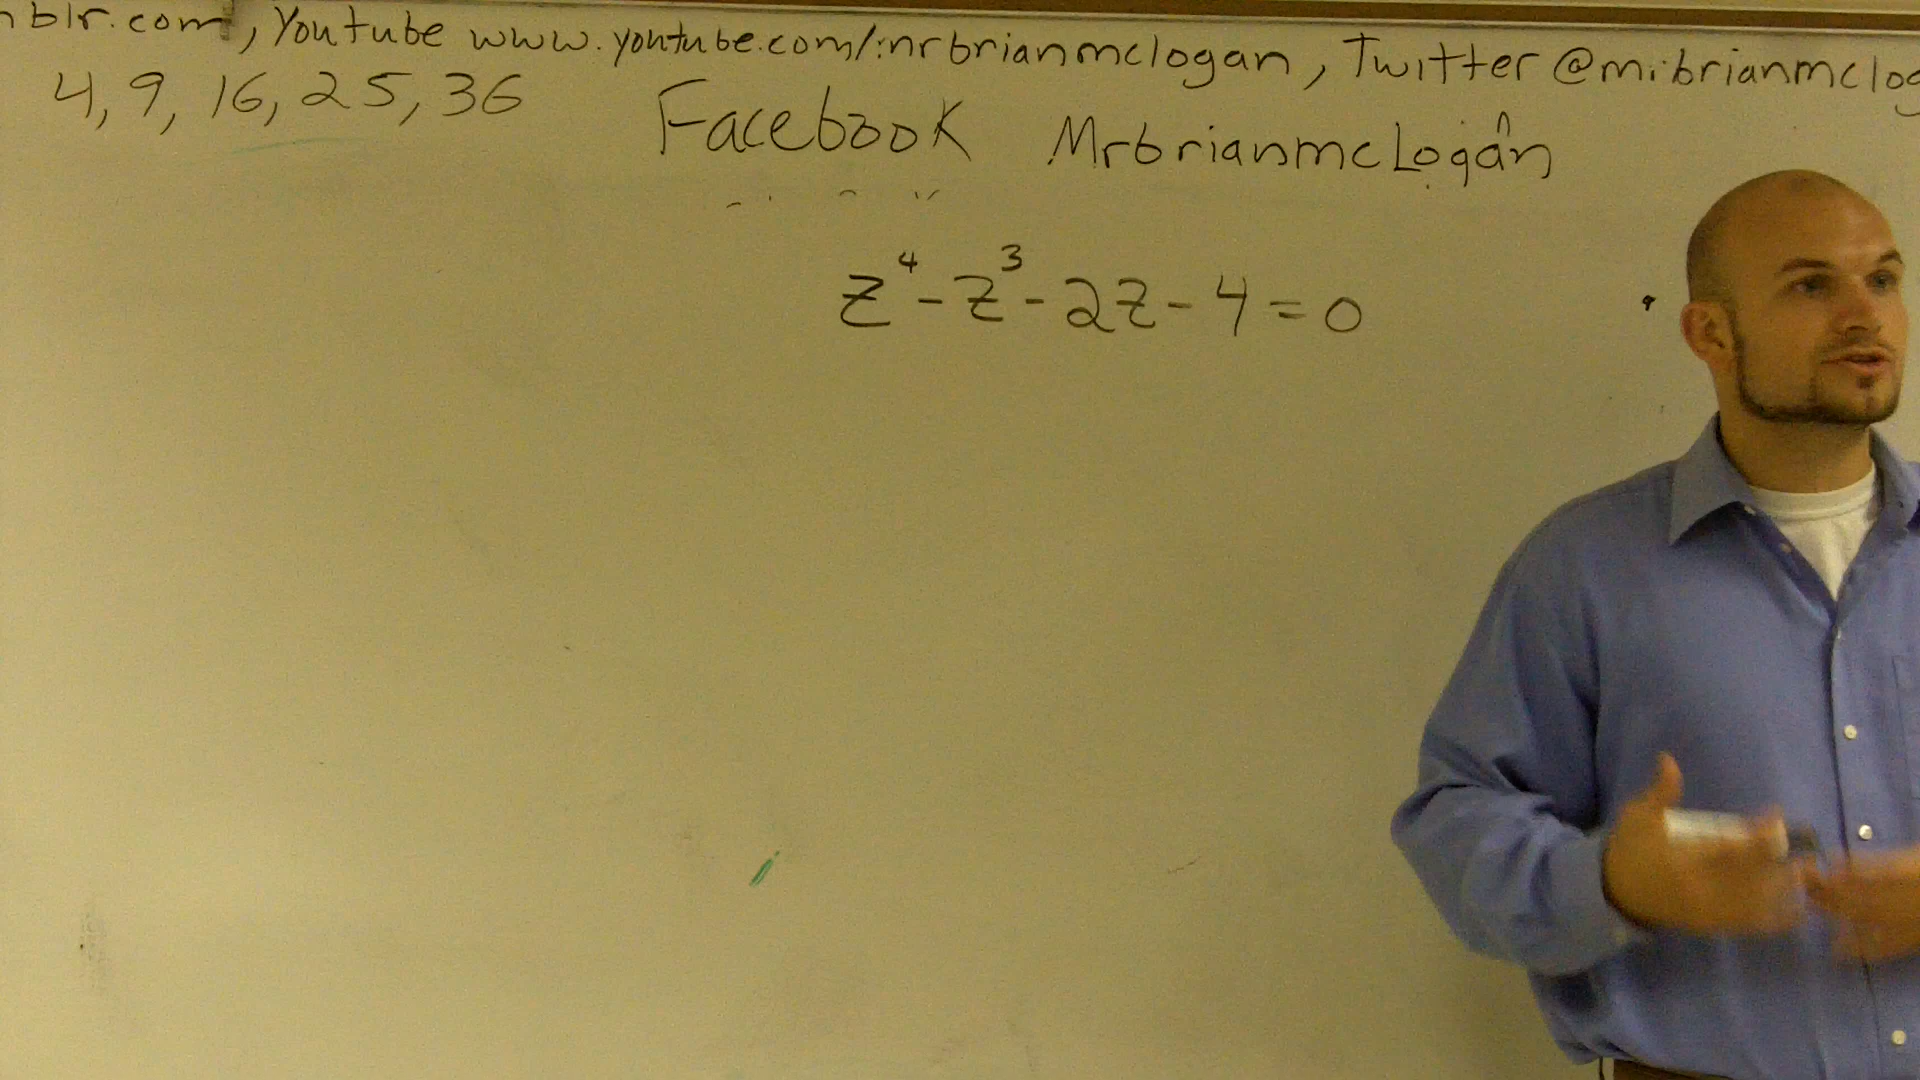 blr.com, Youtube www.youtube.com/mrbrianmclogan, Twitter @mrbrianmclog
4, 9, 16, 25, 36
Facebook MrbrianmcLogan
z⁴ - z³ - 2z - 4 = 0